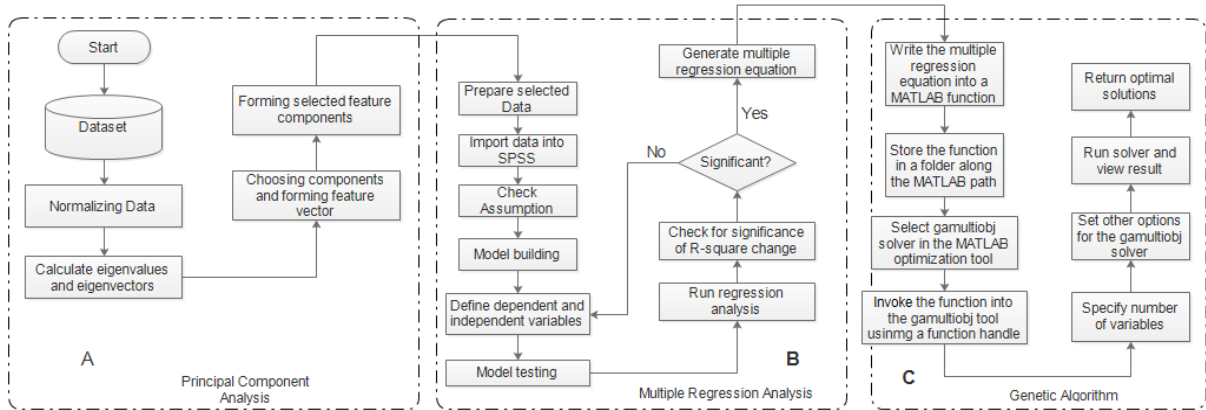 Start
Dataset
Normalizing Data
Calculate eigenvalues
and eigenvectors
Choosing components
and forming feature
vector
Forming selected feature
components
A
Principal Component
Analysis
Prepare selected
Data
Import data into
SPSS
Check
Assumption
Model building
Define dependent and
independent variables
Model testing
Run regression
analysis
Check for significance
of R-square change
Significant?
No
Yes
Generate multiple
regression equation
B
Multiple Regression Analysis
Write the multiple
regression
equation into a
MATLAB function
Store the function
in a folder along
the MATLAB path
Select gamultiobj
solver in the MATLAB
optimization tool
Invoke the function into
the gamultiobj tool
usinmg a function handle
Specify number
of variables
Set other options
for the gamultiobj
solver
Run solver and
view result
Return optimal
solutions
C
Genetic Algorithm